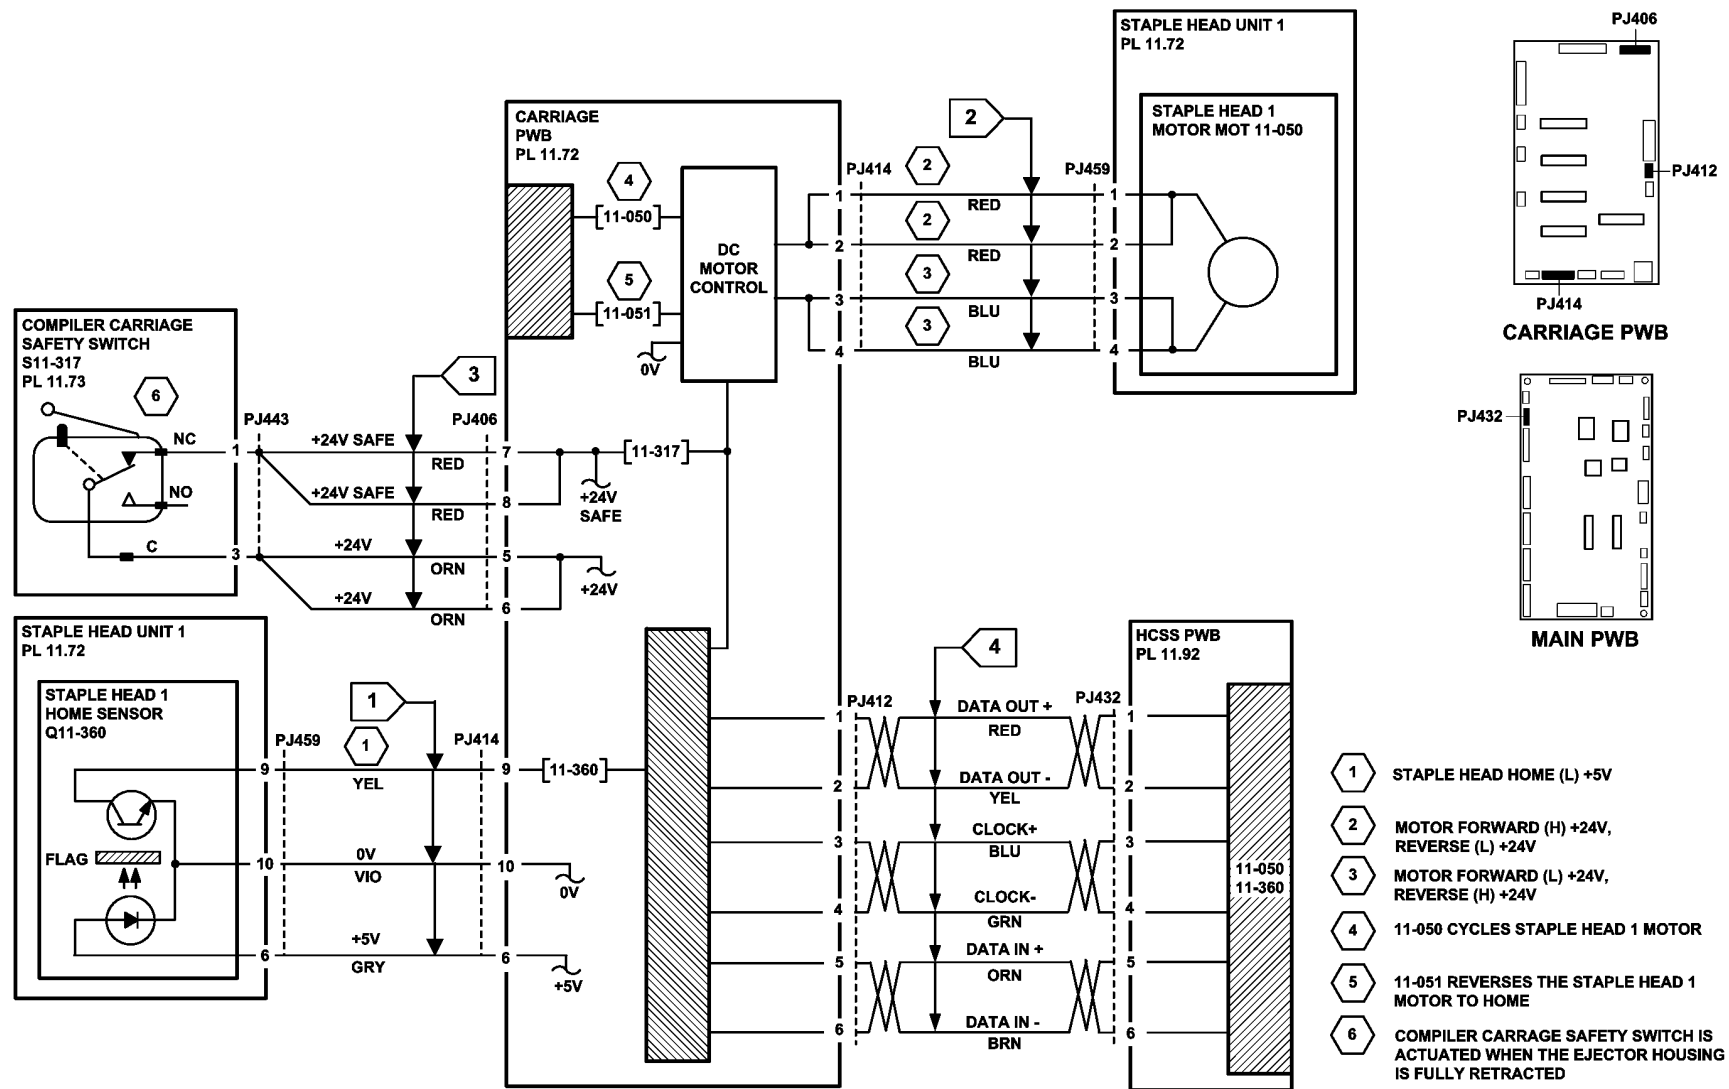 CARRIAGE
PWB
PL 11.72
4
[11-050]
5
[11-051]
DC
MOTOR
CONTROL
0V
PJ414
2
2
2
3
3
1
RED
2
RED
3
BLU
4
BLU
PJ459
1
2
3
4
STAPLE HEAD UNIT 1
PL 11.72
STAPLE HEAD 1
MOTOR MOT 11-050
PJ406
PJ412
PJ414
CARRIAGE PWB
PJ432
MAIN PWB
COMPILER CARRIAGE
SAFETY SWITCH
S11-317
PL 11.73
6
NC
NO
C
1
3
PJ443
3
PJ406
+24V SAFE
RED
7
+24V SAFE
RED
8
+24V
ORN
5
+24V
ORN
6
[11-317]
+24V
SAFE
+24V
STAPLE HEAD UNIT 1
PL 11.72
STAPLE HEAD 1
HOME SENSOR
Q11-360
FLAG
9
10
6
PJ459
1
1
PJ414
YEL
9
[11-360]
0V
VIO
10
0V
+5V
GRY
6
+5V
4
PJ412
PJ432
HCSS PWB
PL 11.92
1
DATA OUT +
RED
1
2
DATA OUT -
YEL
2
3
CLOCK+
BLU
3
4
CLOCK-
GRN
4
5
DATA IN +
ORN
5
6
DATA IN -
BRN
6
11-050
11-360
1 STAPLE HEAD HOME (L) +5V
2 MOTOR FORWARD (H) +24V,
REVERSE (L) +24V
3 MOTOR FORWARD (L) +24V,
REVERSE (H) +24V
4 11-050 CYCLES STAPLE HEAD 1 MOTOR
5 11-051 REVERSES THE STAPLE HEAD 1
MOTOR TO HOME
6 COMPILER CARRAGE SAFETY SWITCH IS
ACTUATED WHEN THE EJECTOR HOUSING
IS FULLY RETRACTED